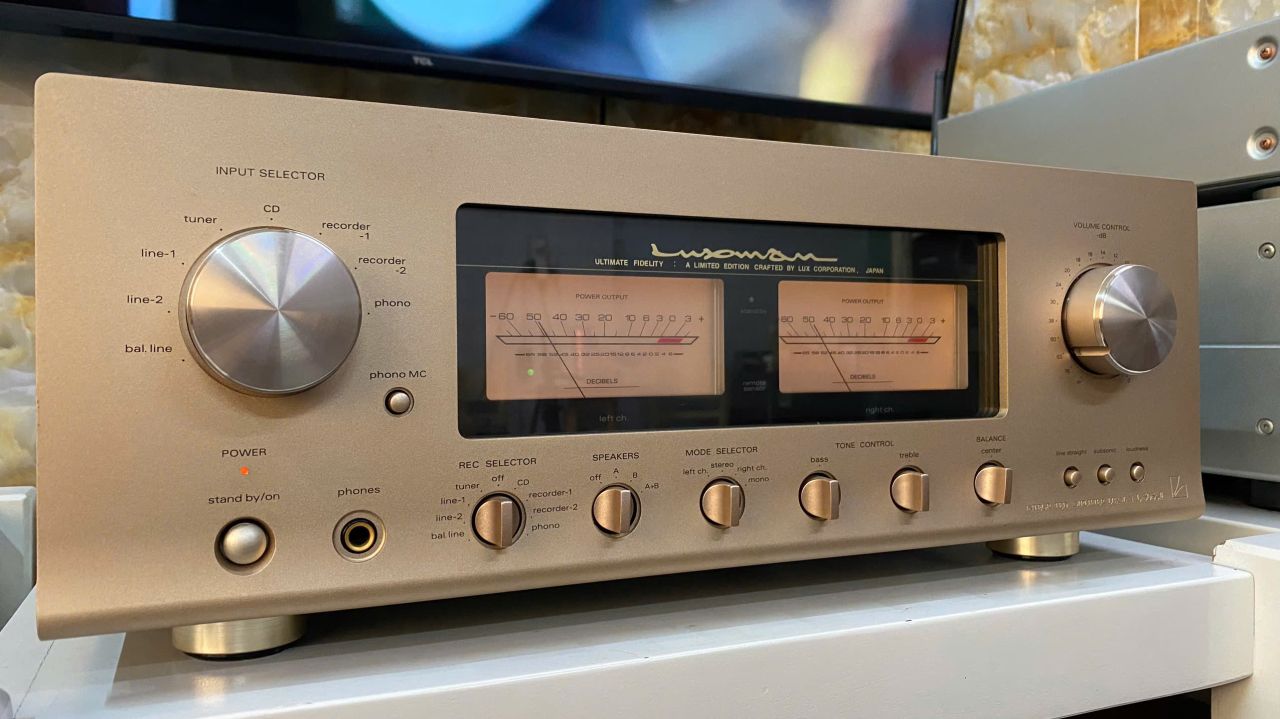 TCL
INPUT SELECTOR
CD
tuner
recorder
-1
line-1
recorder
-2
line-2
phono
bal. line
phono MC
POWER
stand by/on
phones
Luxman
ULTIMATE FIDELITY : A LIMITED EDITION CRAFTED BY LUX CORPORATION, JAPAN
POWER OUTPUT
-60 50 40 30 20 10 6 3 0 3 +
DECIBELS
left ch.
standby
remote
sensor
POWER OUTPUT
60 50 40 30 20 10 6 3 0 3 +
DECIBELS
right ch.
VOLUME CONTROL
-dB
REC SELECTOR
off
tuner
CD
line-1
recorder-1
line-2
recorder-2
bal. line
phono
SPEAKERS
off
A
B
A+B
MODE SELECTOR
left ch.
stereo
right ch.
mono
TONE CONTROL
bass
treble
BALANCE
center
line straight
subsonic
loudness